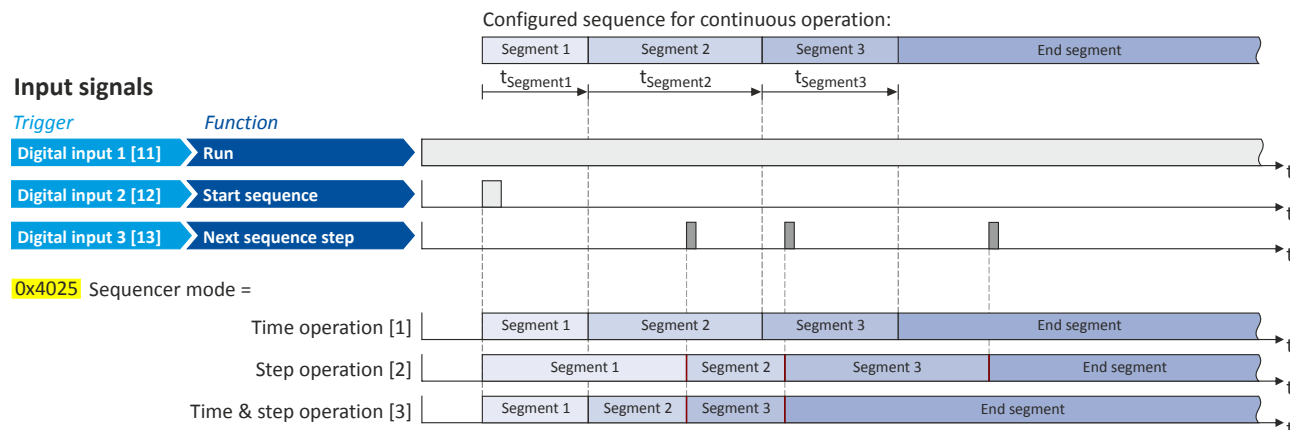 Configured sequence for continuous operation:
Segment 1 Segment 2 Segment 3 End segment
tSegment1 tSegment2 tSegment3
Input signals
Trigger Function
Digital input 1 [11] Run
t
Digital input 2 [12] Start sequence
t
Digital input 3 [13] Next sequence step
t
0x4025 Sequencer mode =
Time operation [1] Segment 1 Segment 2 Segment 3 End segment
t
Step operation [2] Segment 1 Segment 2 Segment 3 End segment
t
Time & step operation [3] Segment 1 Segment 2 Segment 3 End segment
t